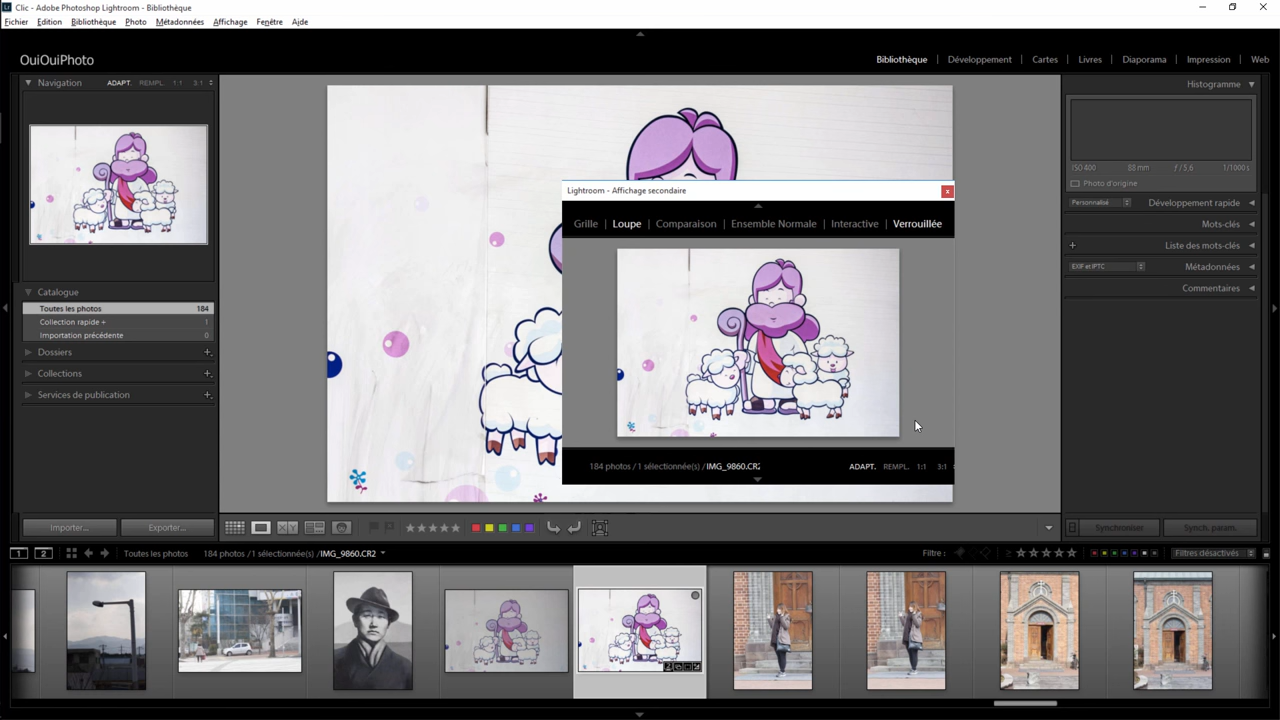 Clic - Adobe Photoshop Lightroom - Bibliothèque
Fichier Edition Bibliothèque Photo Métadonnées Affichage Fenêtre Aide
OuiOuiPhoto
Bibliothèque | Développement | Cartes | Livres | Diaporama | Impression | Web
Navigation ADAPT. REMPL. 1:1 3:1
Histogramme
ISO 400 88 mm ƒ / 5,6 1/1000 s
Photo d'origine
Lightroom - Affichage secondaire
Personnalisé Développement rapide
Grille | Loupe | Comparaison | Ensemble Normale | Interactive | Verrouillée
Mots-clés
+ Liste des mots-clés
EXIF et IPTC Métadonnées
Commentaires
Catalogue
Toutes les photos 184
Collection rapide + 1
Importation précédente 0
Dossiers +
Collections +
Services de publication +
184 photos / 1 sélectionnée(s) / IMG_9860.CR2
ADAPT. REMPL. 1:1 3:1
Importer... Exporter...
X Y
Synchroniser Synch. param.
1 2 Toutes les photos 184 photos / 1 sélectionnée(s) / IMG_9860.CR2
Filtre : ≥ Filtres désactivés